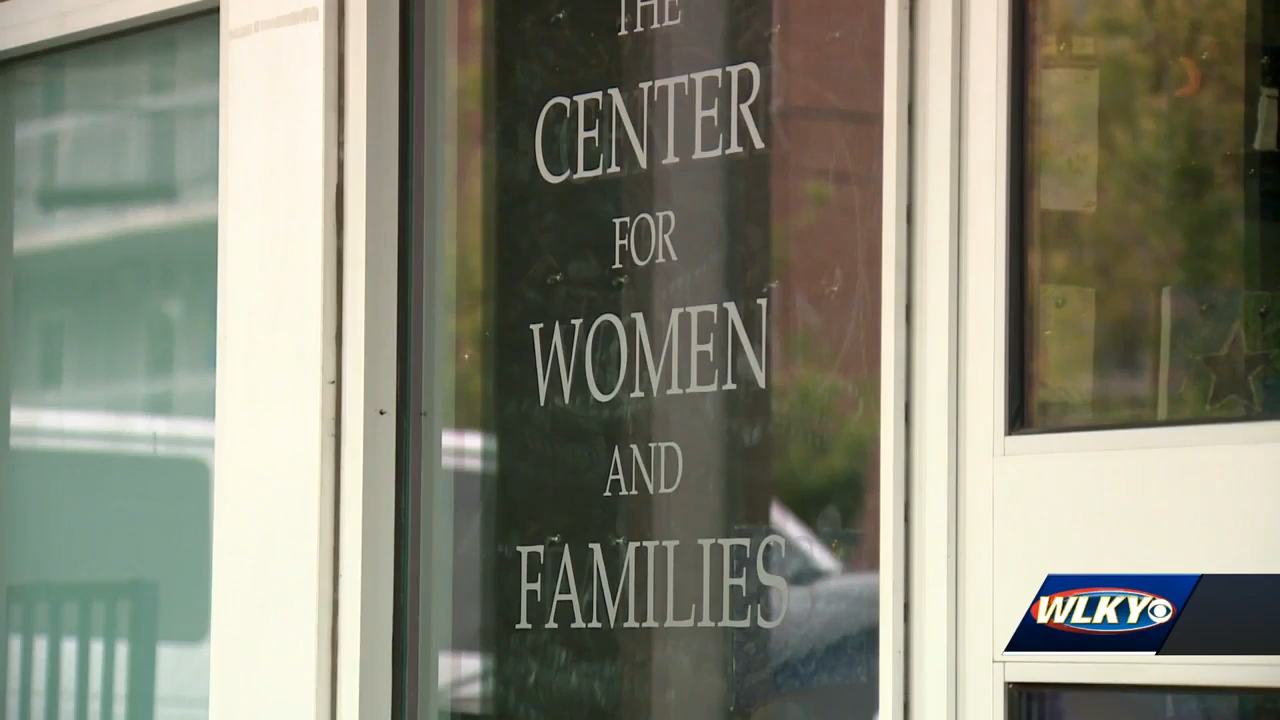 THE
CENTER
FOR
WOMEN
AND
FAMILIES
WLKY